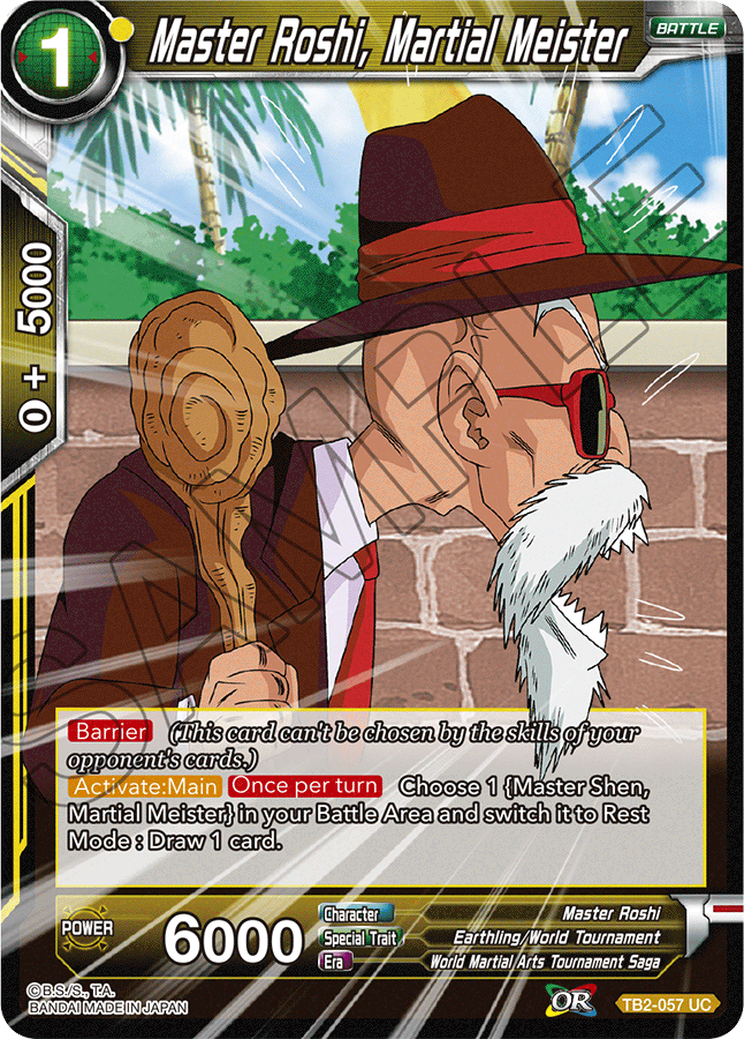 1
Master Roshi, Martial Meister
BATTLE
0 + 5000
SAMPLE
Barrier (This card can't be chosen by the skills of your
opponent's cards.)
Activate:Main Once per turn Choose 1 {Master Shen,
Martial Meister} in your Battle Area and switch it to Rest
Mode : Draw 1 card.
POWER
6000
Character Master Roshi
Special Trait Earthling/World Tournament
Era World Martial Arts Tournament Saga
©B.S./S., T.A.
BANDAI MADE IN JAPAN
OR
TB2-057 UC